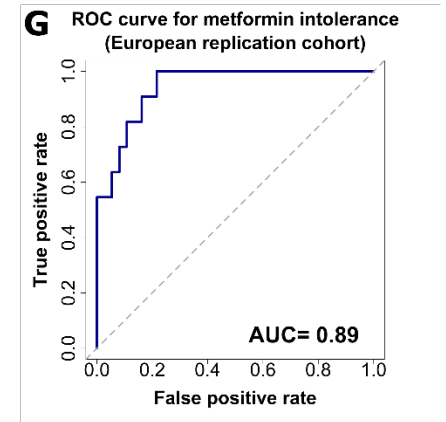 G ROC curve for metformin intolerance
(European replication cohort)
True positive rate
1.0
0.8
0.6
0.4
0.2
0.0
AUC= 0.89
0.0 0.2 0.4 0.6 0.8 1.0
False positive rate